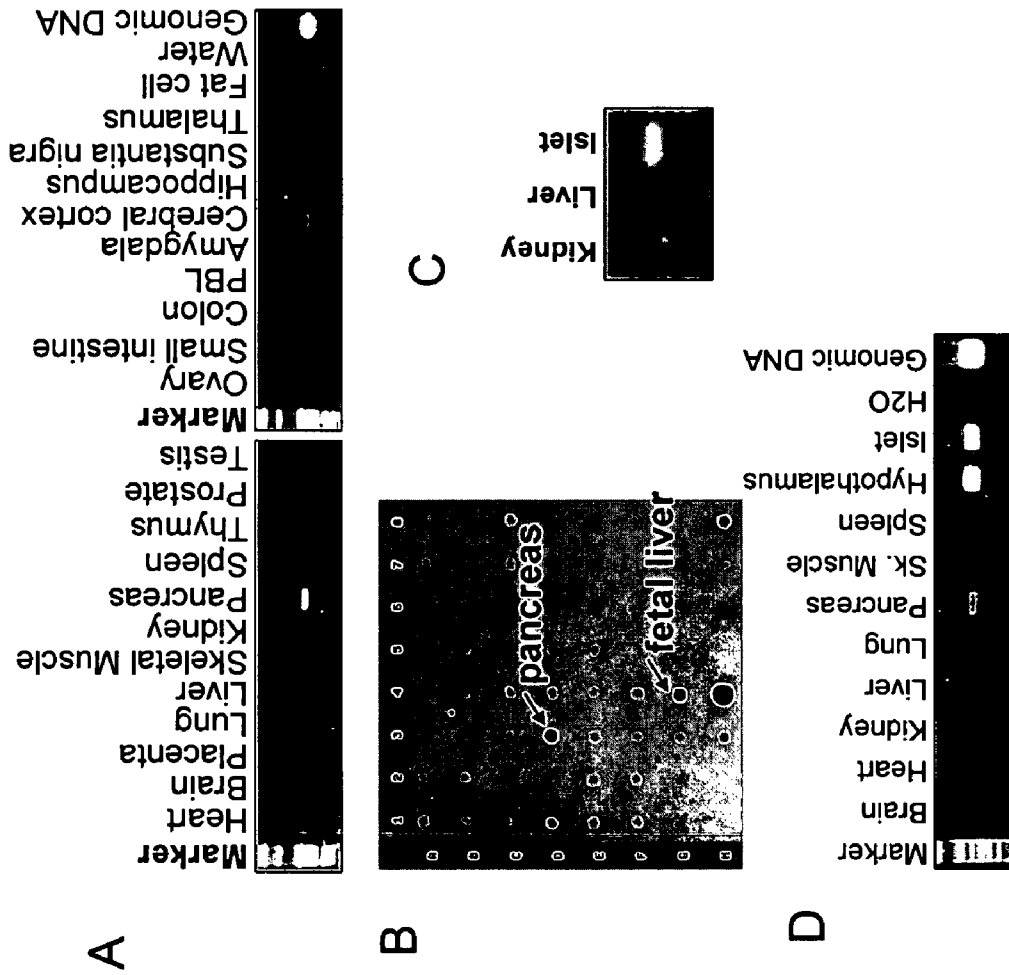 A
Marker
Heart
Brain
Placenta
Lung
Liver
Skeletal Muscle
Kidney
Pancreas
Spleen
Thymus
Prostate
Testis
Marker
Ovary
Small intestine
Colon
PBL
Amygdala
Cerebral cortex
Hippocampus
Substantia nigra
Thalamus
Fat cell
Water
Genomic DNA
B
pancreas
fetal liver
C
Kidney
Liver
Islet
D
Marker
Brain
Heart
Kidney
Liver
Lung
Pancreas
Sk. Muscle
Spleen
Hypothalamus
Islet
H2O
Genomic DNA